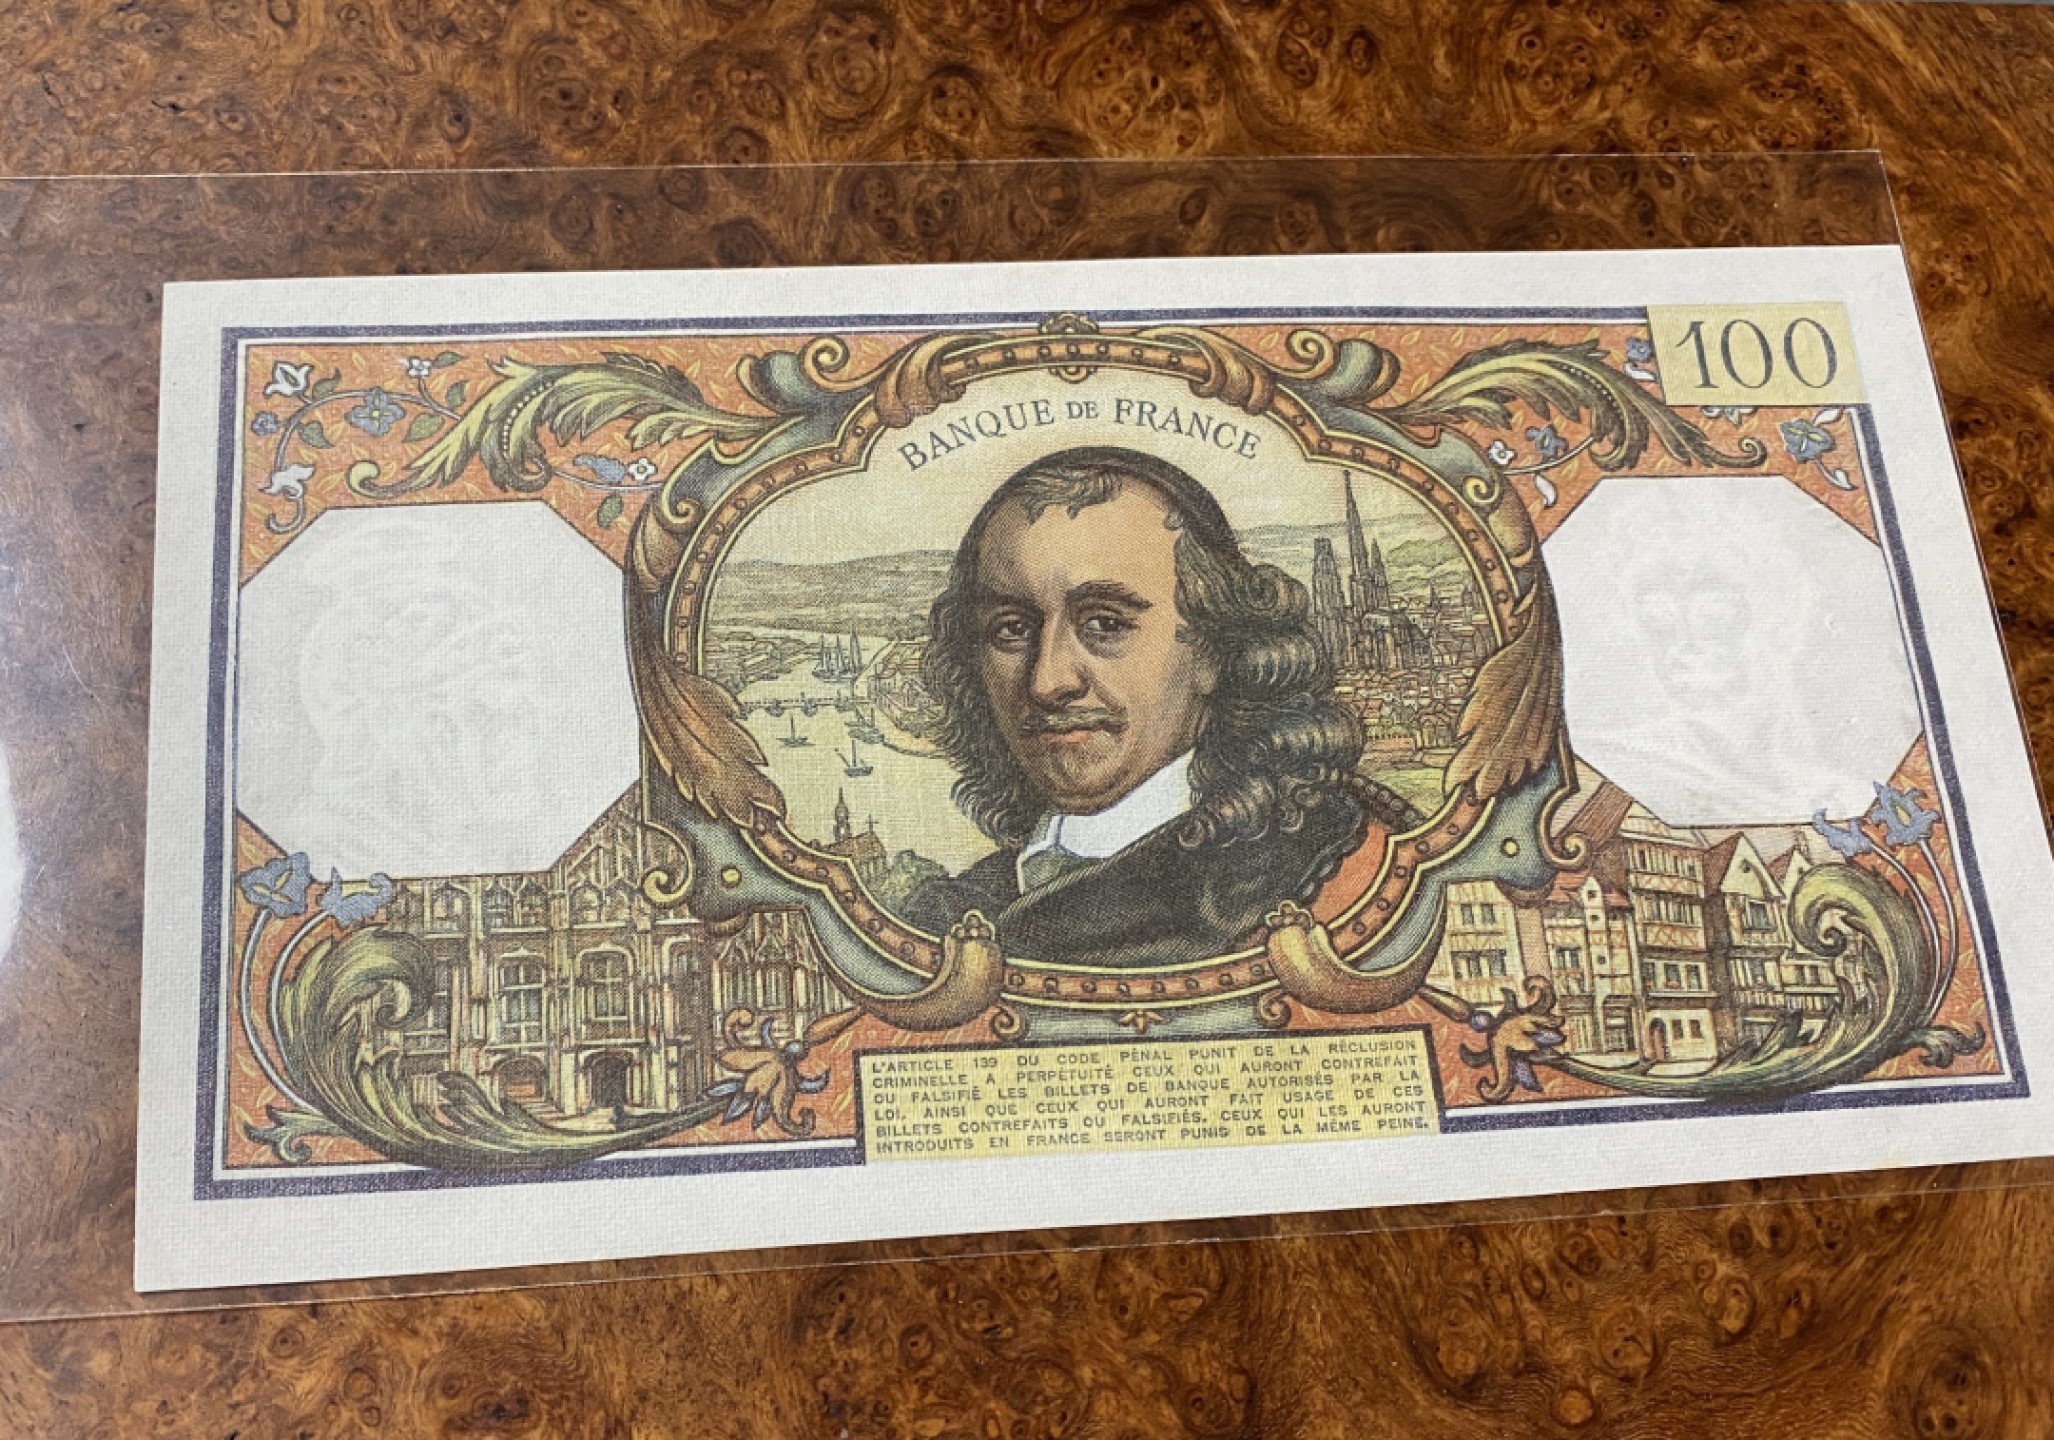 100
BANQUE DE FRANCE
L'ARTICLE 139 DU CODE PÉNAL PUNIT DE LA RÉCLUSION
CRIMINELLE A PERPÉTUITÉ CEUX QUI AURONT CONTREFAIT
OU FALSIFIÉ LES BILLETS DE BANQUE AUTORISÉS PAR LA
LOI, AINSI QUE CEUX QUI AURONT FAIT USAGE DE CES
BILLETS CONTREFAITS OU FALSIFIÉS. CEUX QUI LES AURONT
INTRODUITS EN FRANCE SERONT PUNIS DE LA MÊME PEINE.